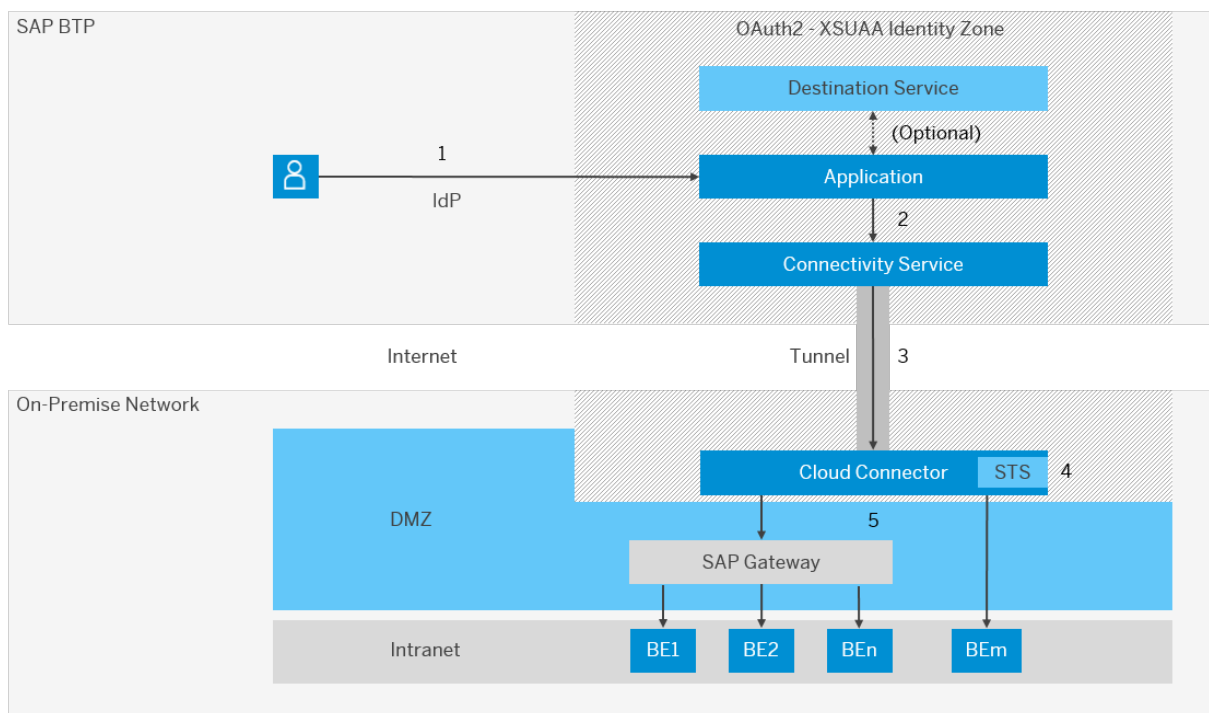 SAP BTP
OAuth2 - XSUAA Identity Zone
Destination Service
(Optional)
1
Application
IdP
2
Connectivity Service
Internet
Tunnel
3
On-Premise Network
Cloud Connector
STS
4
DMZ
5
SAP Gateway
Intranet
BE1
BE2
BEn
BEm